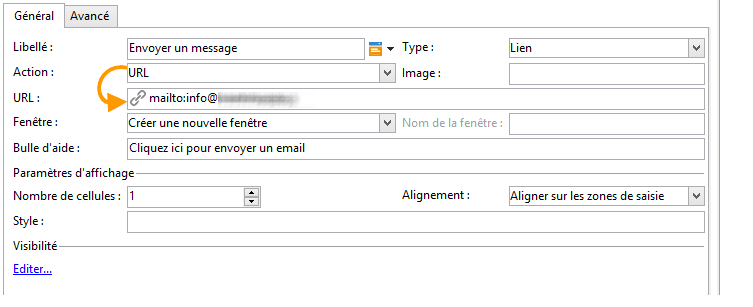 Général Avancé
Libellé : Envoyer un message Type : Lien
Action : URL Image :
URL : mailto:info@
Fenêtre : Créer une nouvelle fenêtre Nom de la fenêtre :
Bulle d'aide : Cliquez ici pour envoyer un email
Paramètres d'affichage
Nombre de cellules : 1 Alignement : Aligner sur les zones de saisie
Style :
Visibilité
Editer...